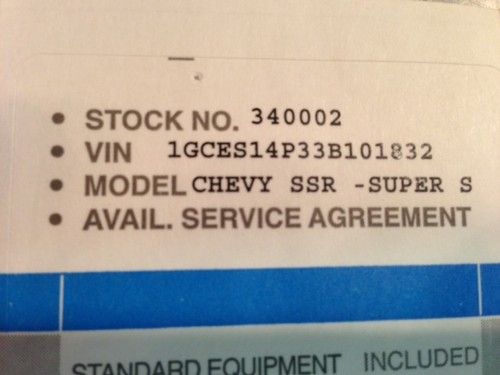 • STOCK NO. 340002
• VIN 1GCES14P33B101832
• MODEL CHEVY SSR -SUPER S
• AVAIL. SERVICE AGREEMENT
STANDARD EQUIPMENT INCLUDED